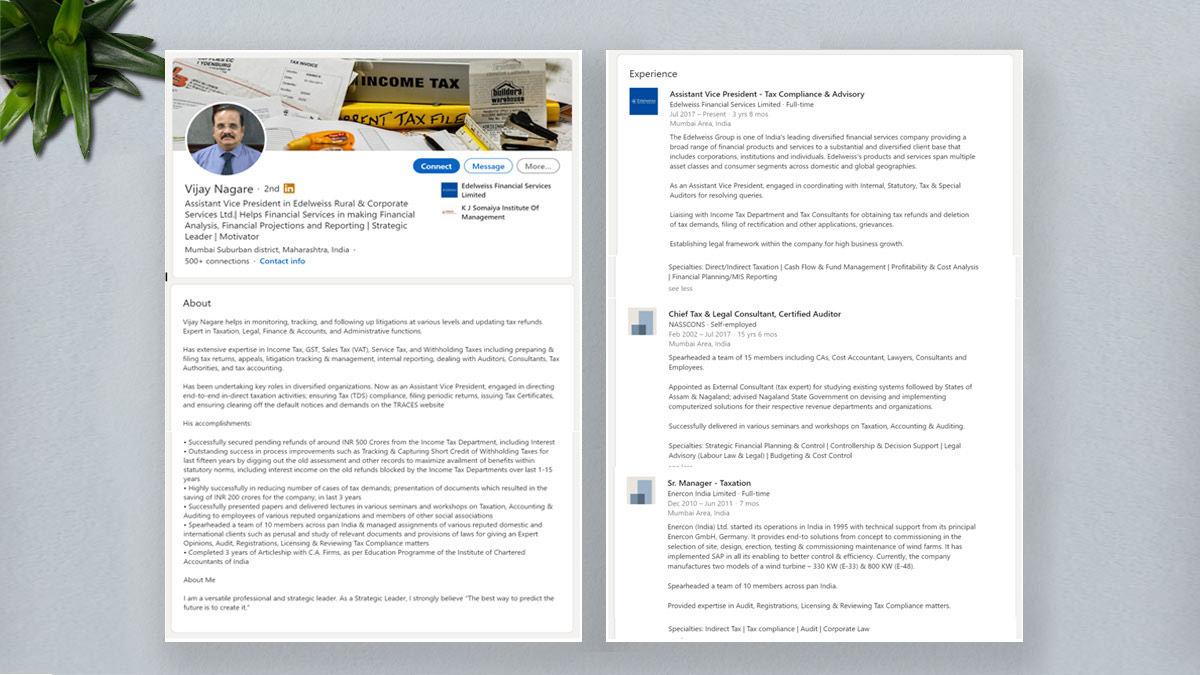 TAX INVOICE
INCOME TAX
builders
warehouse
CURRENT TAX FILE
Connect
Message
More...
Vijay Nagare · 2nd in
Edelweiss Financial Services
Limited
K J Somaiya Institute Of
Management
Assistant Vice President in Edelweiss Rural & Corporate
Services Ltd.| Helps Financial Services in making Financial
Analysis, Financial Projections and Reporting | Strategic
Leader | Motivator
Mumbai Suburban district, Maharashtra, India ·
500+ connections · Contact info
About
Vijay Nagare helps in monitoring, tracking, and following up litigations at various levels and updating tax refunds.
Expert in Taxation, Legal, Finance & Accounts, and Administrative functions.
Has extensive expertise in Income Tax, GST, Sales Tax (VAT), Service Tax, and Withholding Taxes including preparing &
filing tax returns, appeals, litigation tracking & management, internal reporting, dealing with Auditors, Consultants, Tax
Authorities, and tax accounting.
Has been undertaking key roles in diversified organizations. Now as an Assistant Vice President, engaged in directing
end-to-end in-direct taxation activities; ensuring Tax (TDS) compliance, filing periodic returns, issuing Tax Certificates,
and ensuring clearing off the default notices and demands on the TRACES website
His accomplishments:
• Successfully secured pending refunds of around INR 500 Crores from the Income Tax Department, including Interest
• Outstanding success in process improvements such as Tracking & Capturing Short Credit of Withholding Taxes for
last fifteen years by digging out the old assessment and other records to maximize availment of benefits within
statutory norms, including interest income on the old refunds blocked by the Income Tax Departments over last 1-15
years
• Highly successful in reducing number of cases of tax demands; presentation of documents which resulted in the
saving of INR 200 crores for the company, in last 3 years
• Successfully presented papers and delivered lectures in various seminars and workshops on Taxation, Accounting &
Auditing to employees of various reputed organizations and members of other social associations
• Spearheaded a team of 10 members across pan India & managed assignments of various reputed domestic and
international clients such as perusal and study of relevant documents and provisions of laws for giving an Expert
Opinions, Audit, Registrations, Licensing & Reviewing Tax Compliance matters
• Completed 3 years of Articleship with C.A. Firms, as per Education Programme of the Institute of Chartered
Accountants of India
About Me
I am a versatile professional and strategic leader. As a Strategic Leader, I strongly believe "The best way to predict the
future is to create it."
Experience
Assistant Vice President - Tax Compliance & Advisory
Edelweiss Financial Services Limited · Full-time
Jul 2017 – Present · 3 yrs 8 mos
Mumbai Area, India
The Edelweiss Group is one of India's leading diversified financial services company providing a
broad range of financial products and services to a substantial and diversified client base that
includes corporations, institutions and individuals. Edelweiss's products and services span multiple
asset classes and consumer segments across domestic and global geographies.
As an Assistant Vice President, engaged in coordinating with Internal, Statutory, Tax & Special
Auditors for resolving queries.
Liaising with Income Tax Department and Tax Consultants for obtaining tax refunds and deletion
of tax demands, filing of rectification and other applications, grievances.
Establishing legal framework within the company for high business growth.
Specialties: Direct/Indirect Taxation | Cash Flow & Fund Management | Profitability & Cost Analysis
| Financial Planning/MIS Reporting
see less
Chief Tax & Legal Consultant, Certified Auditor
NASSCONS · Self-employed
Feb 2002 – Jul 2017 · 15 yrs 6 mos
Mumbai Area, India
Spearheaded a team of 15 members including CAs, Cost Accountant, Lawyers, Consultants and
Employees.
Appointed as External Consultant (tax expert) for studying existing systems followed by States of
Assam & Nagaland; advised Nagaland State Government on devising and implementing
computerized solutions for their respective revenue departments and organizations.
Successfully delivered in various seminars and workshops on Taxation, Accounting & Auditing.
Specialties: Strategic Financial Planning & Control | Controllership & Decision Support | Legal
Advisory (Labour Law & Legal) | Budgeting & Cost Control
Sr. Manager - Taxation
Enercon India Limited · Full-time
Dec 2010 – Jun 2011 · 7 mos
Mumbai Area, India
Enercon (India) Ltd. started its operations in India in 1995 with technical support from its principal
Enercon GmbH, Germany. It provides end-to solutions from concept to commissioning in the
selection of site, design, erection, testing & commissioning maintenance of wind farms. It has
implemented SAP in all its enabling to better control & efficiency. Currently, the company
manufactures two models of a wind turbine – 330 KW (E-33) & 800 KW (E-48).
Spearheaded a team of 10 members across pan India.
Provided expertise in Audit, Registrations, Licensing & Reviewing Tax Compliance matters.
Specialties: Indirect Tax | Tax compliance | Audit | Corporate Law